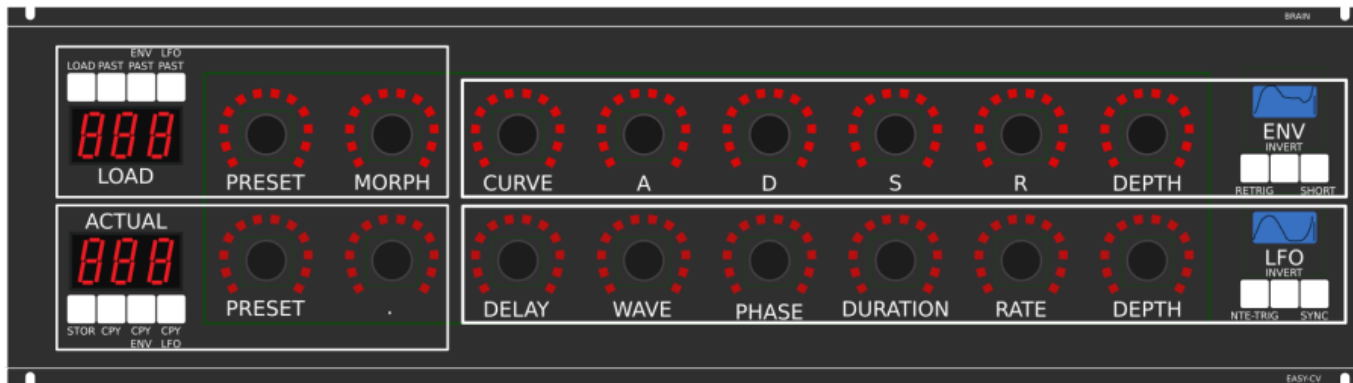 BRAIN
ENV LFO
LOAD PAST PAST PAST
888
LOAD
PRESET MORPH
CURVE A D S R DEPTH
ENV
INVERT
RETRIG SHORT
ACTUAL
888
STOR CPY CPY CPY
ENV LFO
PRESET .
DELAY WAVE PHASE DURATION RATE DEPTH
LFO
INVERT
NTE-TRIG SYNC
EASY-CV